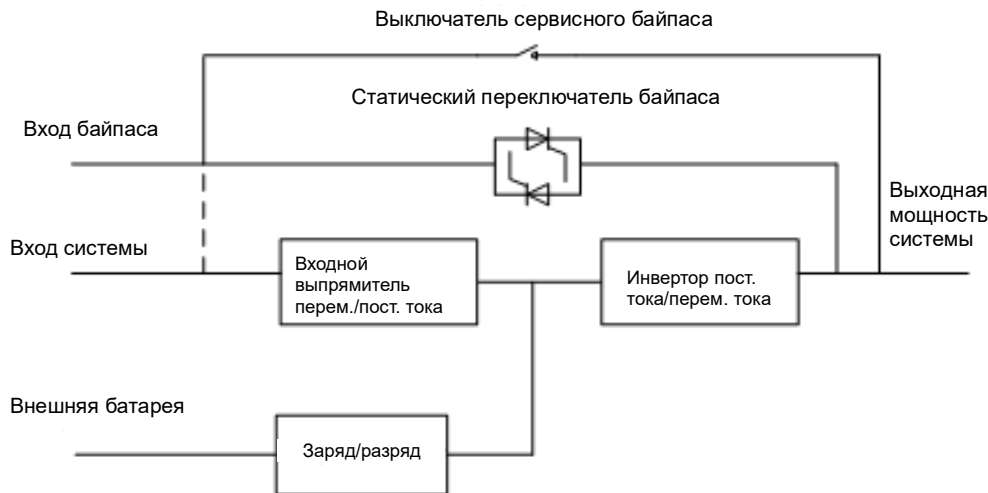 Выключатель сервисного байпаса
Статический переключатель байпаса
Вход байпаса
Выходная
мощность
системы
Вход системы
Входной
выпрямитель
перем./пост. тока
Инвертор пост.
тока/перем. тока
Внешняя батарея
Заряд/разряд